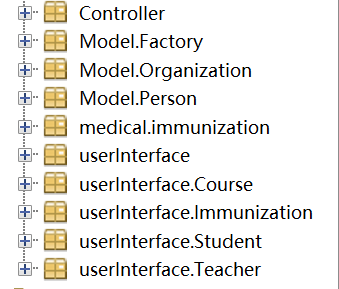 Controller
Model.Factory
Model.Organization
Model.Person
medical.immunization
userInterface
userInterface.Course
userInterface.Immunization
userInterface.Student
userInterface.Teacher